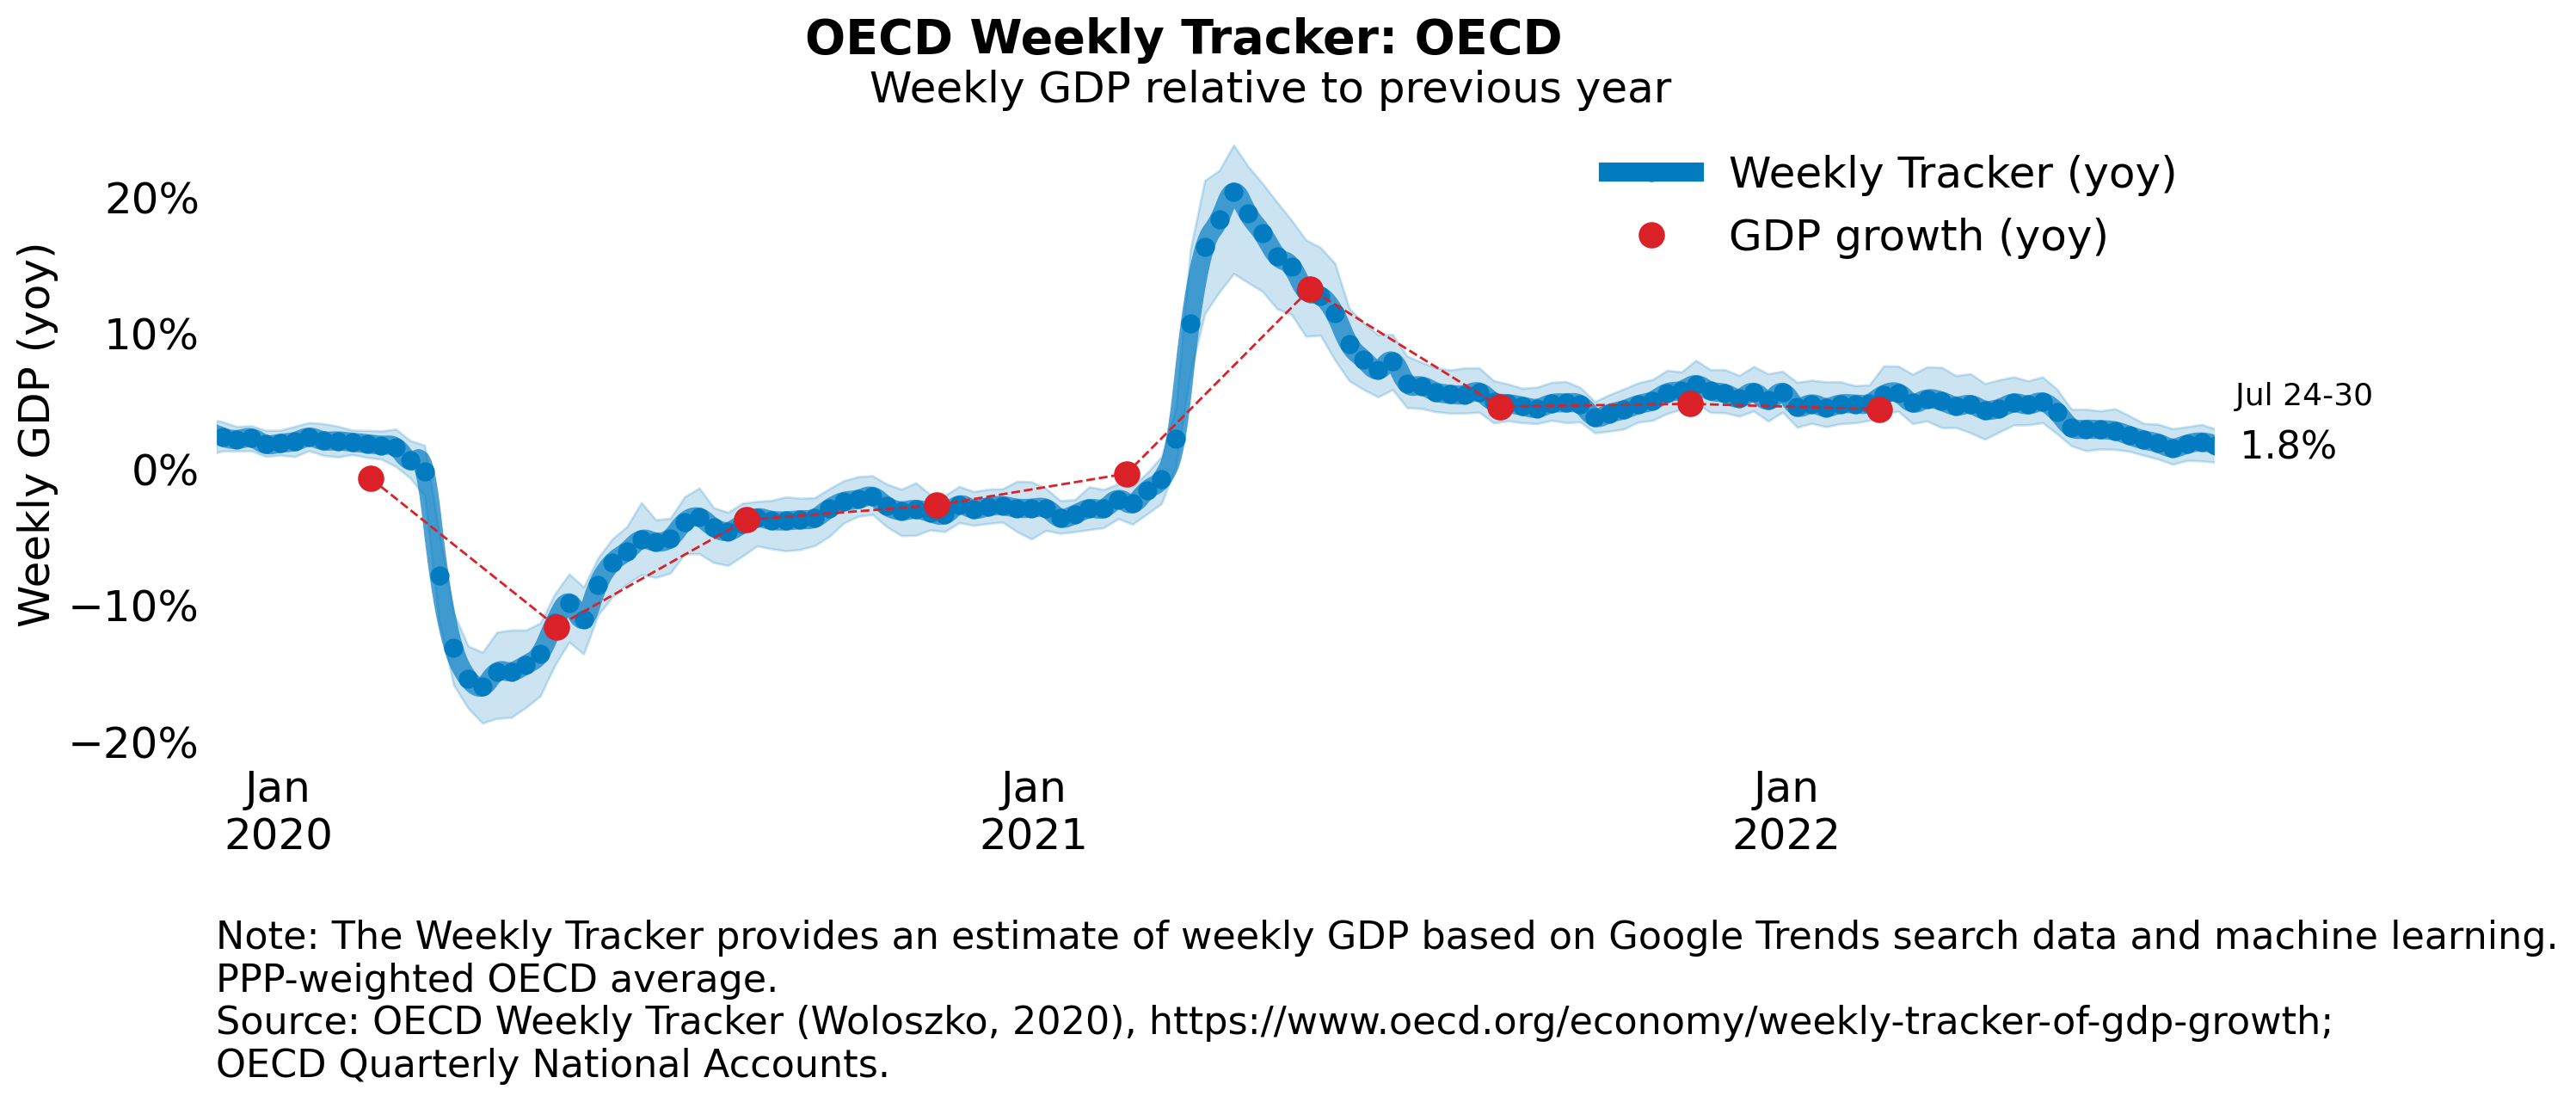 OECD Weekly Tracker: OECD
Weekly GDP relative to previous year
Weekly Tracker (yoy)
GDP growth (yoy)
Weekly GDP (yoy)
20%
10%
0%
−10%
−20%
Jul 24-30
1.8%
Jan
2020
Jan
2021
Jan
2022
Note: The Weekly Tracker provides an estimate of weekly GDP based on Google Trends search data and machine learning.
PPP-weighted OECD average.
Source: OECD Weekly Tracker (Woloszko, 2020), https://www.oecd.org/economy/weekly-tracker-of-gdp-growth;
OECD Quarterly National Accounts.